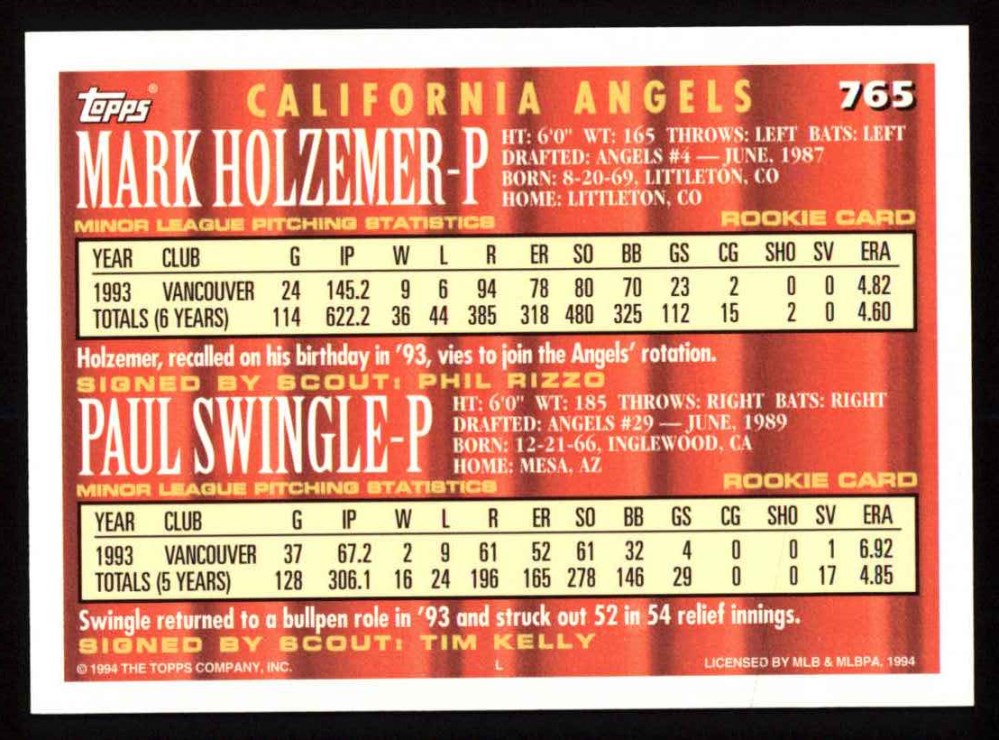 Topps® CALIFORNIA ANGELS 765
MARK HOLZEMER-P
HT: 6'0" WT: 165 THROWS: LEFT BATS: LEFT
DRAFTED: ANGELS #4 — JUNE, 1987
BORN: 8-20-69, LITTLETON, CO
HOME: LITTLETON, CO
MINOR LEAGUE PITCHING STATISTICS ROOKIE CARD
YEAR CLUB G IP W L R ER SO BB GS CG SHO SV ERA
1993 VANCOUVER 24 145.2 9 6 94 78 80 70 23 2 0 0 4.82
TOTALS (6 YEARS) 114 622.2 36 44 385 318 480 325 112 15 2 0 4.60
Holzemer, recalled on his birthday in '93, vies to join the Angels' rotation.
SIGNED BY SCOUT: PHIL RIZZO
PAUL SWINGLE-P
HT: 6'0" WT: 185 THROWS: RIGHT BATS: RIGHT
DRAFTED: ANGELS #29 — JUNE, 1989
BORN: 12-21-66, INGLEWOOD, CA
HOME: MESA, AZ
MINOR LEAGUE PITCHING STATISTICS ROOKIE CARD
YEAR CLUB G IP W L R ER SO BB GS CG SHO SV ERA
1993 VANCOUVER 37 67.2 2 9 61 52 61 32 4 0 0 1 6.92
TOTALS (5 YEARS) 128 306.1 16 24 196 165 278 146 29 0 0 17 4.85
Swingle returned to a bullpen role in '93 and struck out 52 in 54 relief innings.
SIGNED BY SCOUT: TIM KELLY
© 1994 THE TOPPS COMPANY, INC. L LICENSED BY MLB & MLBPA, 1994